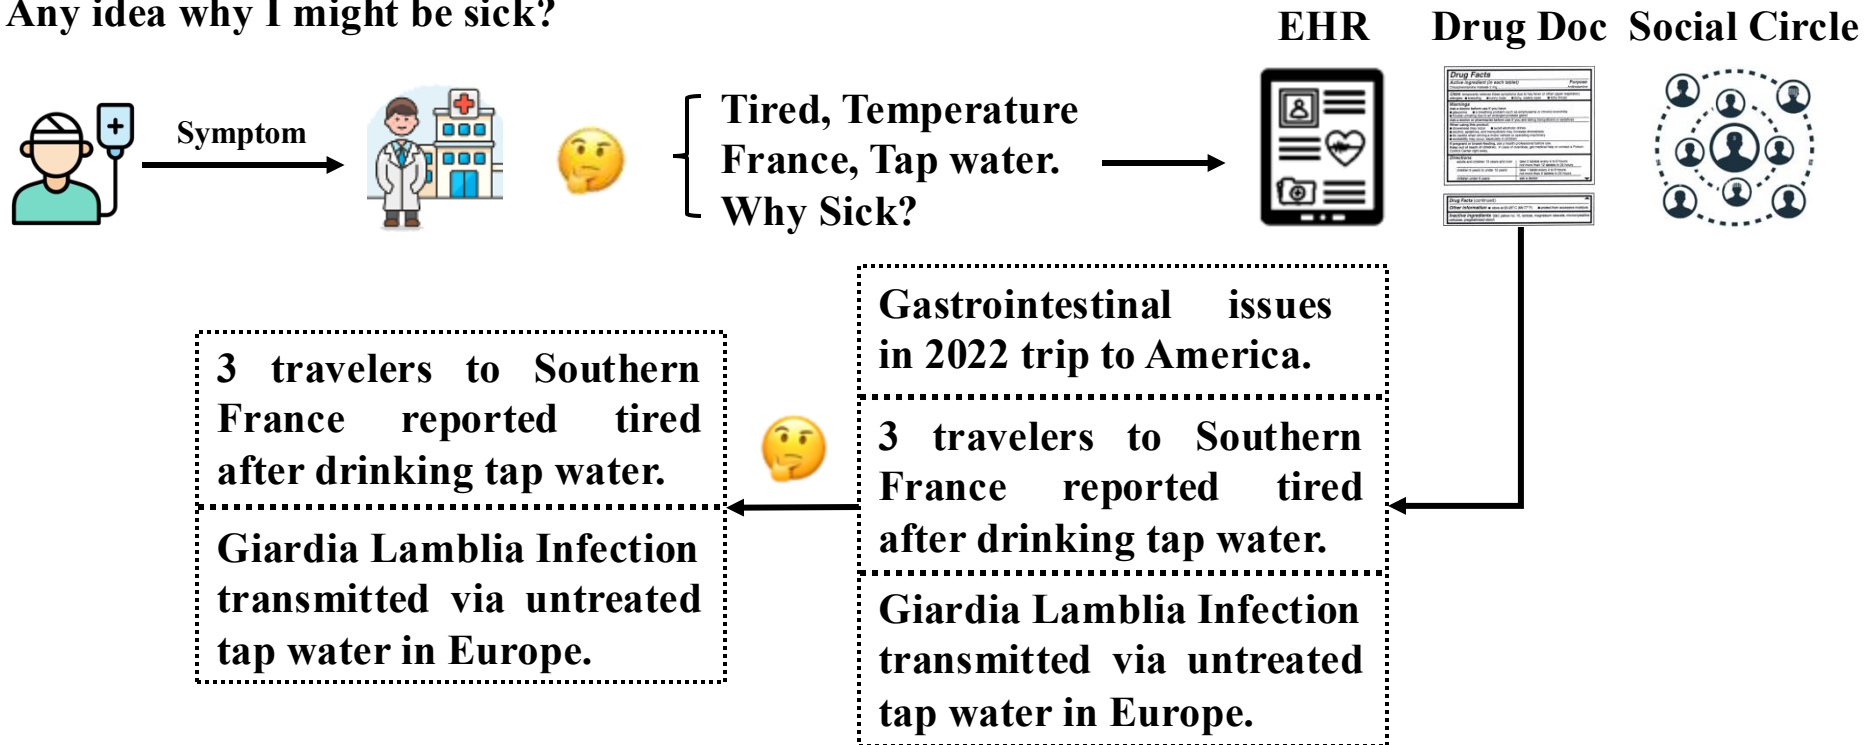 Any idea why I might be sick?
EHR
Drug Doc
Social Circle
Symptom
Tired, Temperature
France, Tap water.
Why Sick?
Drug Facts
Drug Facts (continued)
Gastrointestinal issues
in 2022 trip to America.
3 travelers to Southern
France reported tired
after drinking tap water.
Giardia Lamblia Infection
transmitted via untreated
tap water in Europe.
3 travelers to Southern
France reported tired
after drinking tap water.
Giardia Lamblia Infection
transmitted via untreated
tap water in Europe.